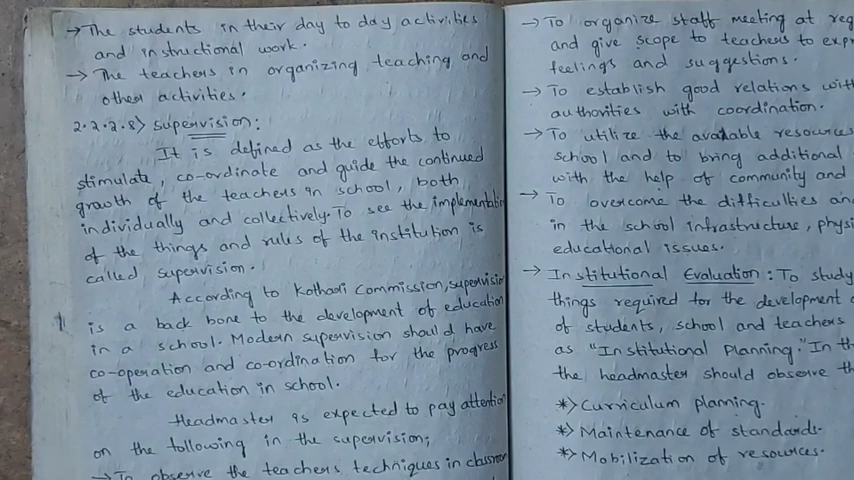 → The students in their day to day activities
and instructional work.
→ The teachers in organizing teaching and
other activities.
2.2.2.8> Supervision:
It is defined as the efforts to
stimulate, co-ordinate and guide the continued
growth of the teachers in school, both
individually and collectively. To see the implementation
of the things and rules of the institution is
called supervision.
According to Kothari Commission, supervision
is a back bone to the development of education
in a school. Modern supervision should have
co-operation and co-ordination for the progress
of the education in school.
Headmaster is expected to pay attention
on the following in the supervision;
→ To observe the teachers techniques in classroom
→ To organize staff meeting at reg
and give scope to teachers to exp
feelings and suggestions.
→ To establish good relations with
authorities with coordination.
→ To utilize the available resources
school and to bring additional
with the help of community and
→ To overcome the difficulties an
in the school infrastructure, physi
educational issues.
→ Institutional Evaluation: To study
things required for the development
of students, school and teachers
as "Institutional Planning." In th
the headmaster should observe th
*> Curriculum planning.
*> Maintenance of standards.
*> Mobilization of resources.